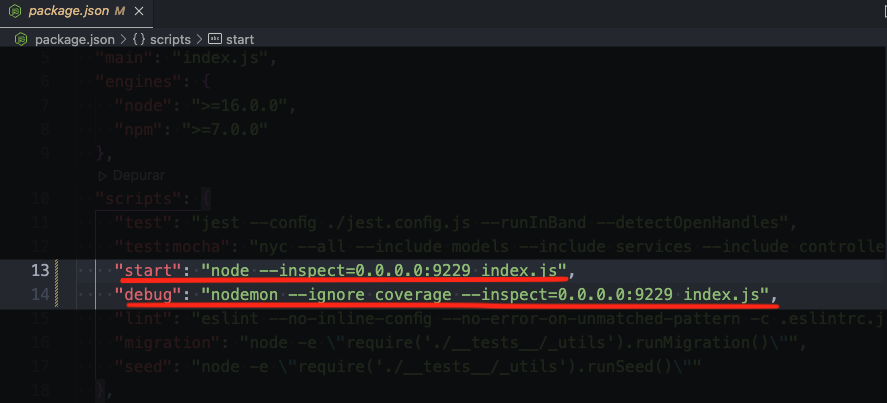 package.json M ×
package.json > {} scripts > abc start
5 "main": "index.js",
6 "engines": {
7 "node": ">=16.0.0",
8 "npm": ">=7.0.0"
9 },
Depurar
10 "scripts": {
11 "test": "jest --config ./jest.config.js --runInBand --detectOpenHandles",
12 "test:mocha": "nyc --all --include models --include services --include controlle
13 "start": "node --inspect=0.0.0.0:9229 index.js",
14 "debug": "nodemon --ignore coverage --inspect=0.0.0.0:9229 index.js",
15 "lint": "eslint --no-inline-config --no-error-on-unmatched-pattern -c .eslintrc.j
16 "migration": "node -e \"require('./__tests__/_utils').runMigration()\"",
17 "seed": "node -e \"require('./__tests__/_utils').runSeed()\""
18 },